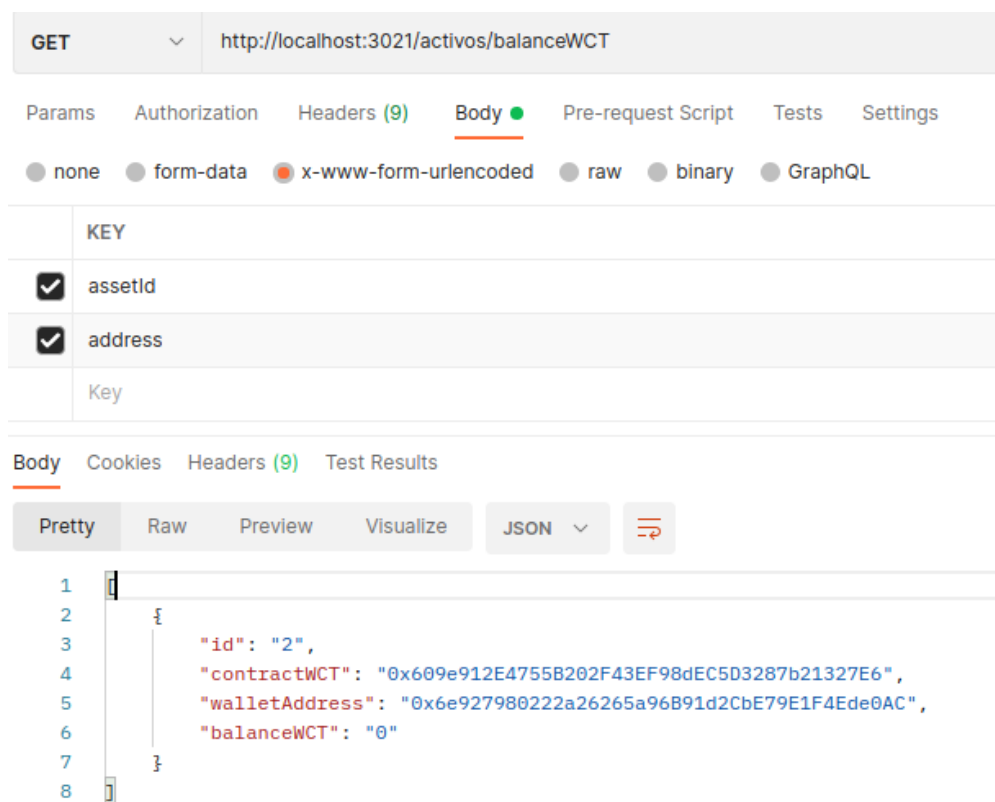 GET http://localhost:3021/activos/balanceWCT
Params Authorization Headers (9) Body Pre-request Script Tests Settings
none form-data x-www-form-urlencoded raw binary GraphQL
KEY
assetId
address
Key
Body Cookies Headers (9) Test Results
Pretty Raw Preview Visualize JSON
1 [
2 {
3 "id": "2",
4 "contractWCT": "0x609e912E4755B202F43EF98dEC5D3287b21327E6",
5 "walletAddress": "0x6e927980222a26265a96B91d2CbE79E1F4Ede0AC",
6 "balanceWCT": "0"
7 }
8 ]